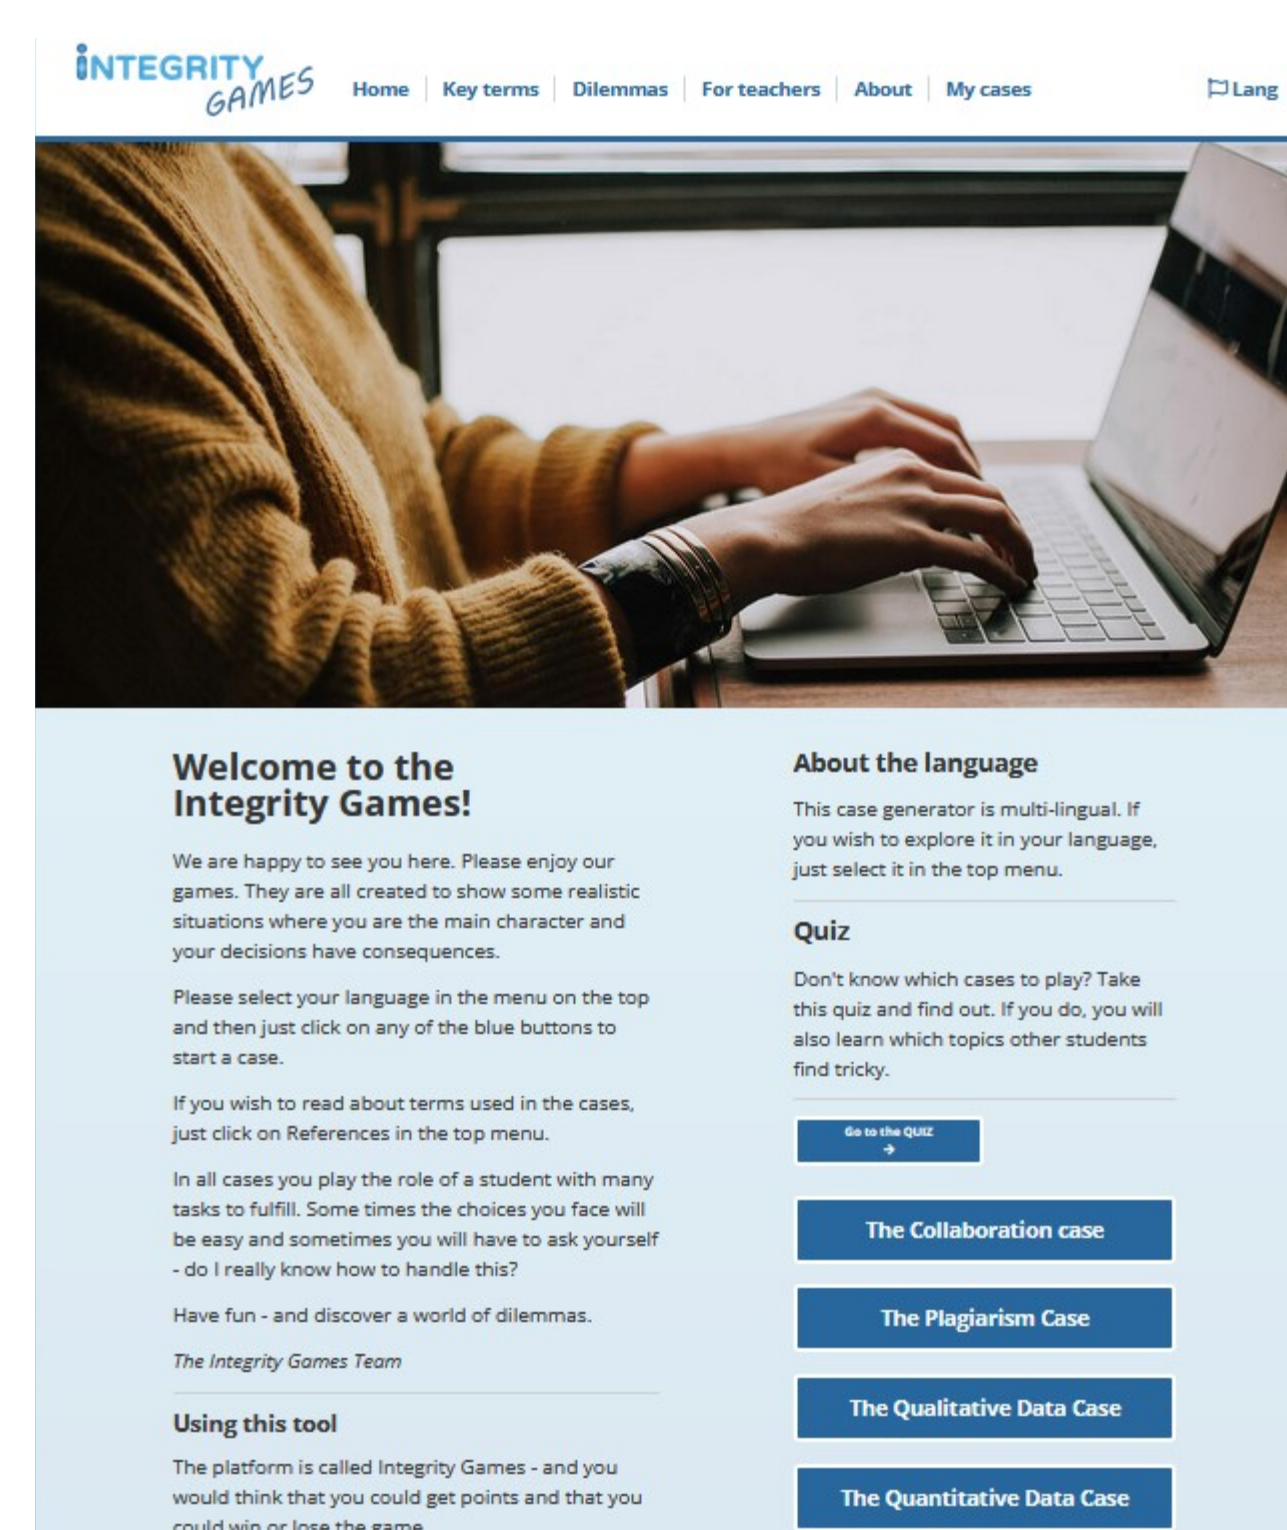 iNTEGRITY
GAMES
Home
Key terms
Dilemmas
For teachers
About
My cases
Lang
Welcome to the
Integrity Games!
We are happy to see you here. Please enjoy our
games. They are all created to show some realistic
situations where you are the main character and
your decisions have consequences.
Please select your language in the menu on the top
and then just click on any of the blue buttons to
start a case.
If you wish to read about terms used in the cases,
just click on References in the top menu.
In all cases you play the role of a student with many
tasks to fulfill. Some times the choices you face will
be easy and sometimes you will have to ask yourself
- do I really know how to handle this?
Have fun - and discover a world of dilemmas.
The Integrity Games Team
Using this tool
The platform is called Integrity Games - and you
would think that you could get points and that you
could win or lose the game.
About the language
This case generator is multi-lingual. If
you wish to explore it in your language,
just select it in the top menu.
Quiz
Don't know which cases to play? Take
this quiz and find out. If you do, you will
also learn which topics other students
find tricky.
Go to the QUIZ
→
The Collaboration case
The Plagiarism Case
The Qualitative Data Case
The Quantitative Data Case